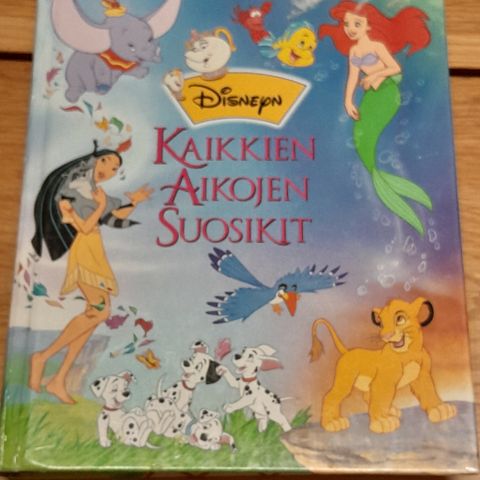 Disneyn
Kaikkien
Aikojen
Suosikit